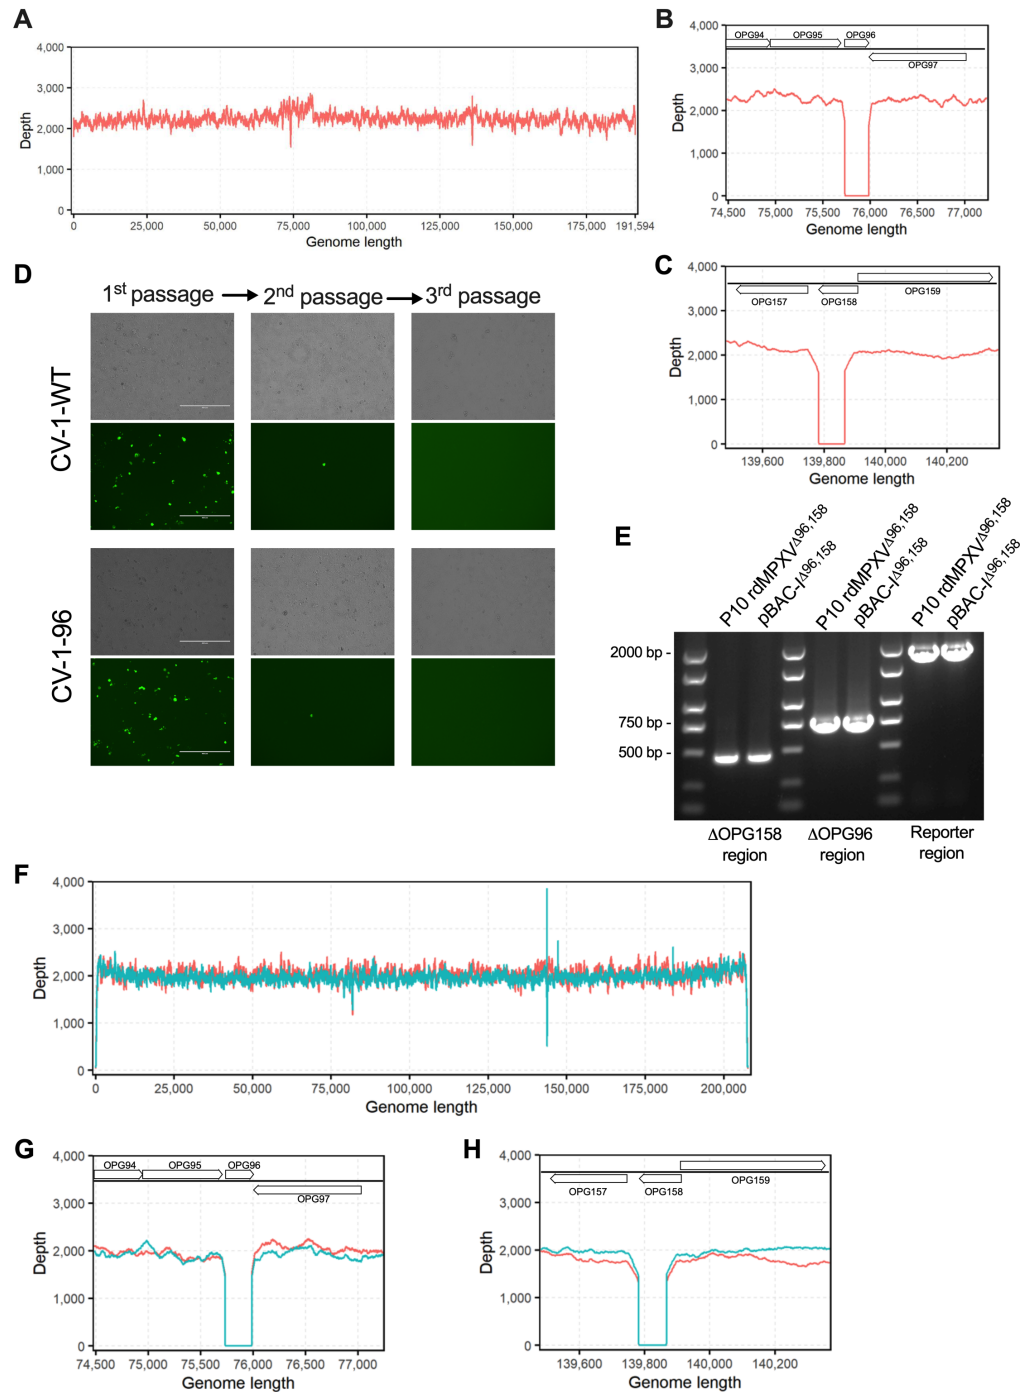 A
4,000
3,000
2,000
1,000
0
Depth
0 25,000 50,000 75,000 100,000 125,000 150,000 175,000 191,594
Genome length
B
OPG94 OPG95 OPG96
OPG97
4,000
3,000
2,000
1,000
0
Depth
74,500 75,000 75,500 76,000 76,500 77,000
Genome length
C
OPG157 OPG158 OPG159
4,000
3,000
2,000
1,000
0
Depth
139,600 139,800 140,000 140,200
Genome length
D
1st passage 2nd passage 3rd passage
CV-1-WT
CV-1-96
E
P10 rdMPXVΔ96,158
pBAC-IΔ96,158
P10 rdMPXVΔ96,158
pBAC-IΔ96,158
P10 rdMPXVΔ96,158
pBAC-IΔ96,158
2000 bp -
750 bp -
500 bp -
ΔOPG158 region
ΔOPG96 region
Reporter region
F
4,000
3,000
2,000
1,000
0
Depth
0 25,000 50,000 75,000 100,000 125,000 150,000 175,000 200,000
Genome length
G
OPG94 OPG95 OPG96
OPG97
4,000
3,000
2,000
1,000
0
Depth
74,500 75,000 75,500 76,000 76,500 77,000
Genome length
H
OPG157 OPG158 OPG159
4,000
3,000
2,000
1,000
0
Depth
139,600 139,800 140,000 140,200
Genome length